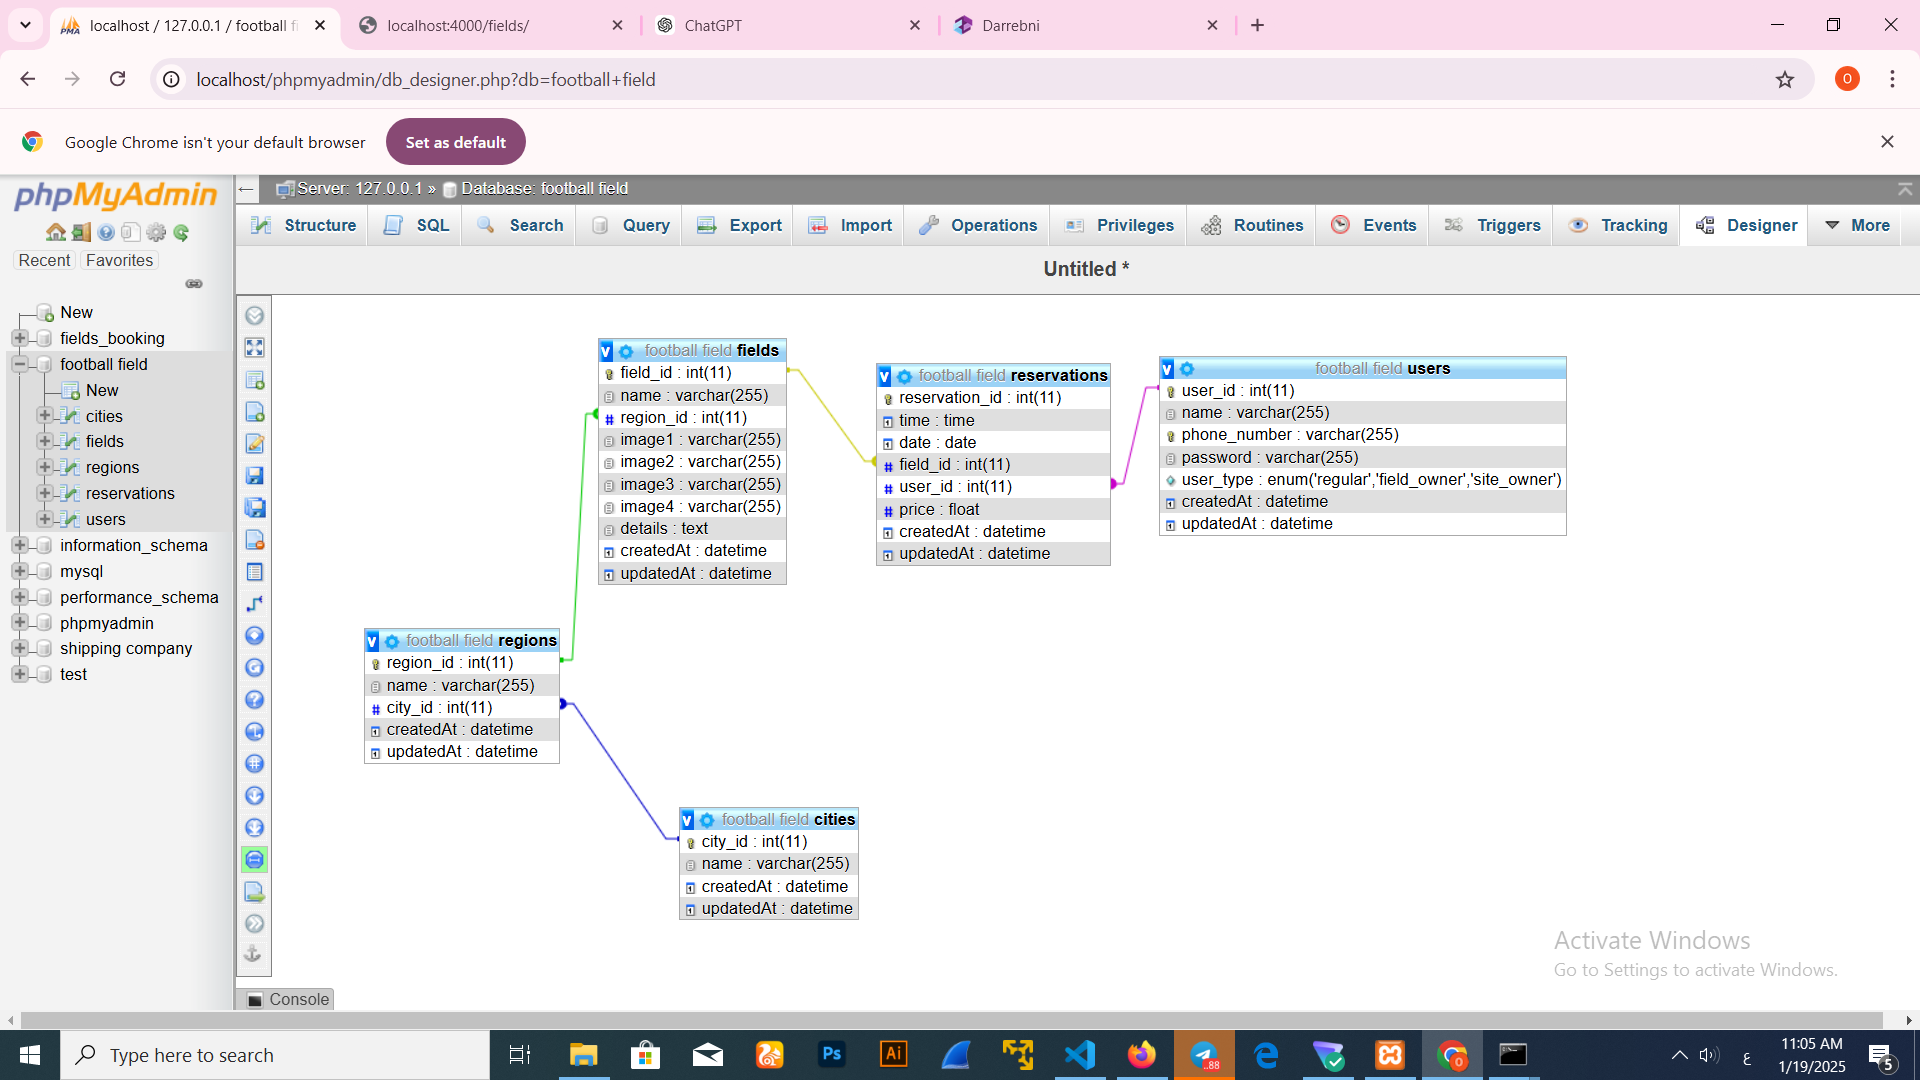 localhost / 127.0.0.1 / football fi
localhost:4000/fields/
ChatGPT
Darrebni
localhost/phpmyadmin/db_designer.php?db=football+field
O
Google Chrome isn't your default browser
Set as default
phpMyAdmin
Server: 127.0.0.1 » Database: football field
Structure
SQL
Search
Query
Export
Import
Operations
Privileges
Routines
Events
Triggers
Tracking
Designer
More
Recent
Favorites
Untitled *
New
fields_booking
football field
New
cities
fields
regions
reservations
users
information_schema
mysql
performance_schema
phpmyadmin
shipping company
test
v football field fields
field_id : int(11)
name : varchar(255)
region_id : int(11)
image1 : varchar(255)
image2 : varchar(255)
image3 : varchar(255)
image4 : varchar(255)
details : text
createdAt : datetime
updatedAt : datetime
v football field reservations
reservation_id : int(11)
time : time
date : date
field_id : int(11)
user_id : int(11)
price : float
createdAt : datetime
updatedAt : datetime
v football field users
user_id : int(11)
name : varchar(255)
phone_number : varchar(255)
password : varchar(255)
user_type : enum('regular','field_owner','site_owner')
createdAt : datetime
updatedAt : datetime
v football field regions
region_id : int(11)
name : varchar(255)
city_id : int(11)
createdAt : datetime
updatedAt : datetime
v football field cities
city_id : int(11)
name : varchar(255)
createdAt : datetime
updatedAt : datetime
Activate Windows
Go to Settings to activate Windows.
Console
Type here to search
Ps
Ai
..88
ع
11:05 AM
1/19/2025
5